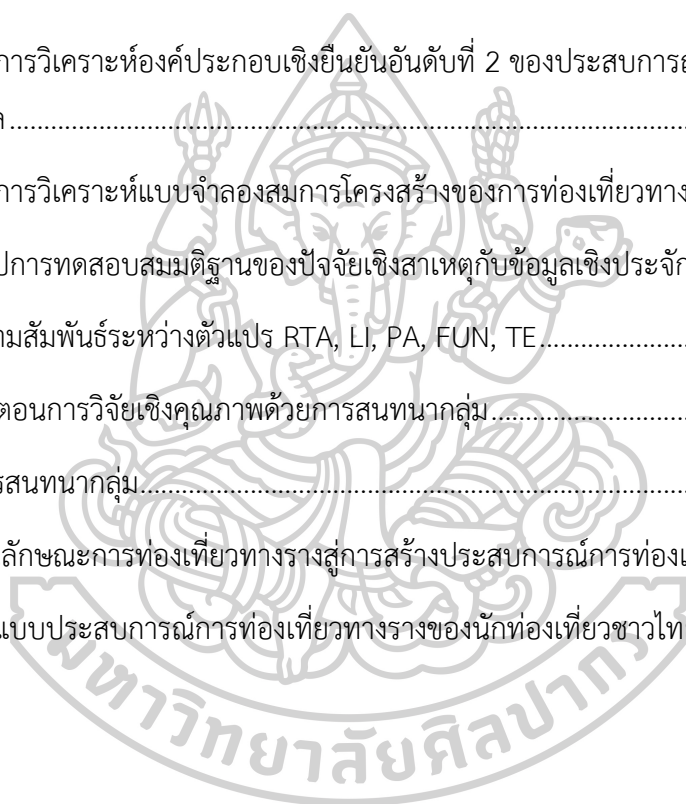 การวิเคราะห์องค์ประกอบเชิงยืนยันอันดับที่ 2 ของประสบการ
ล
การวิเคราะห์แบบจำลองสมการโครงสร้างของการท่องเที่ยวทาง
ปการทดสอบสมมติฐานของปัจจัยเชิงสาเหตุกับข้อมูลเชิงประจัก
ามสัมพันธ์ระหว่างตัวแปร RTA, LI, PA, FUN, TE
ตอนการวิจัยเชิงคุณภาพด้วยการสนทนากลุ่ม
รสนทนากลุ่ม
ลักษณะการท่องเที่ยวทางรางสู่การสร้างประสบการณ์การท่องเ
แบบประสบการณ์การท่องเที่ยวทางรางของนักท่องเที่ยวชาวไท
มหาวิทยาลัยศิลปากร